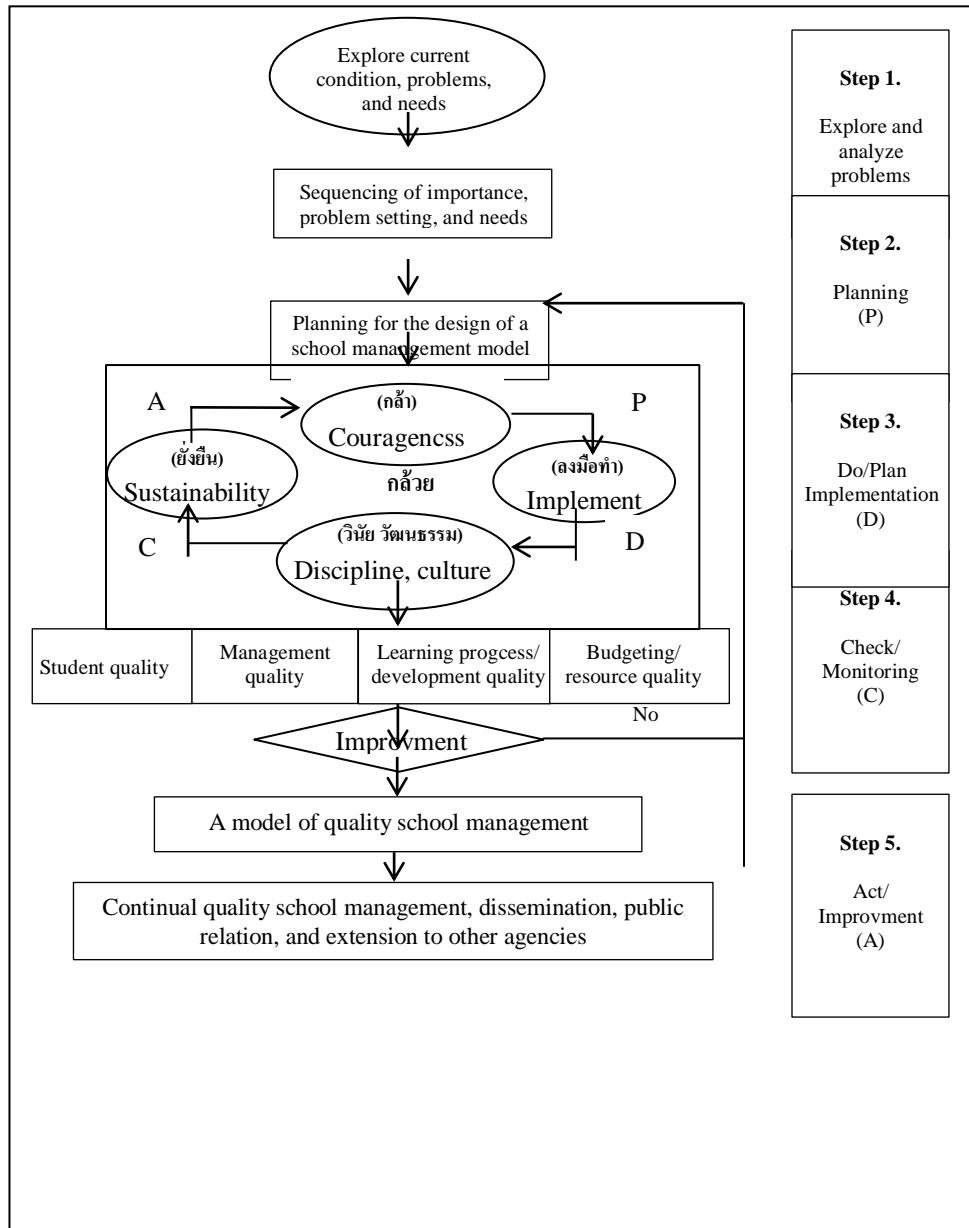 Explore current
condition, problems,
and needs
Sequencing of importance,
problem setting, and needs
Planning for the design of a
school manangement model
A
(กล้า)
Couragencss
P
(ยั่งยืน)
Sustainability
กล้วย
(ลงมือทำ)
Implement
C
(วินัย วัฒนธรรม)
Discipline, culture
D
Student quality
Management
quality
Learning progcess/
development quality
Budgeting/
resource quality
No
Improvment
A model of quality school management
Continual quality school management, dissemination, public
relation, and extension to other agencies
Step 1.
Explore and
analyze
problems
Step 2.
Planning
(P)
Step 3.
Do/Plan
Implementation
(D)
Step 4.
Check/
Monitoring
(C)
Step 5.
Act/
Improvment
(A)